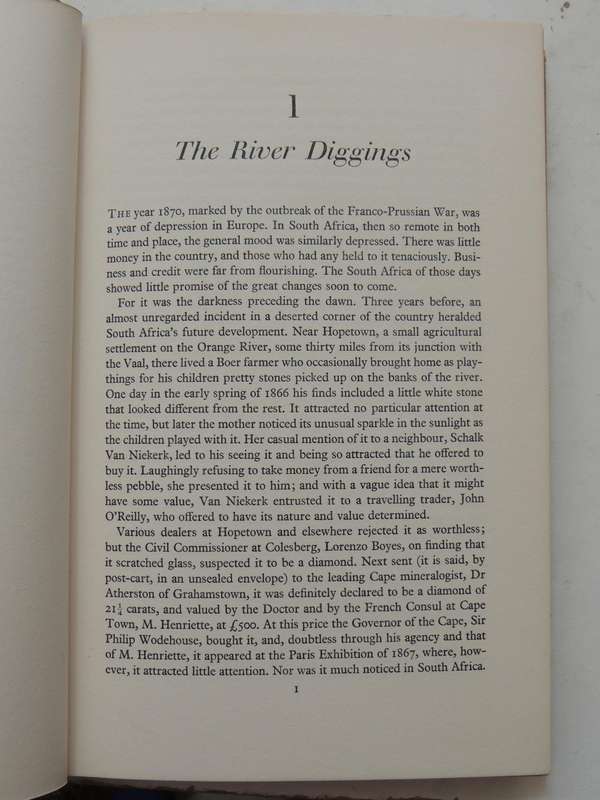 1
The River Diggings
THE year 1870, marked by the outbreak of the Franco-Prussian War, was
a year of depression in Europe. In South Africa, then so remote in both
time and place, the general mood was similarly depressed. There was little
money in the country, and those who had any held to it tenaciously. Busi-
ness and credit were far from flourishing. The South Africa of those days
showed little promise of the great changes soon to come.
For it was the darkness preceding the dawn. Three years before, an
almost unregarded incident in a deserted corner of the country heralded
South Africa's future development. Near Hopetown, a small agricultural
settlement on the Orange River, some thirty miles from its junction with
the Vaal, there lived a Boer farmer who occasionally brought home as play-
things for his children pretty stones picked up on the banks of the river.
One day in the early spring of 1866 his finds included a little white stone
that looked different from the rest. It attracted no particular attention at
the time, but later the mother noticed its unusual sparkle in the sunlight as
the children played with it. Her casual mention of it to a neighbour, Schalk
Van Niekerk, led to his seeing it and being so attracted that he offered to
buy it. Laughingly refusing to take money from a friend for a mere worth-
less pebble, she presented it to him; and with a vague idea that it might
have some value, Van Niekerk entrusted it to a travelling trader, John
O'Reilly, who offered to have its nature and value determined.
Various dealers at Hopetown and elsewhere rejected it as worthless;
but the Civil Commissioner at Colesberg, Lorenzo Boyes, on finding that
it scratched glass, suspected it to be a diamond. Next sent (it is said, by
post-cart, in an unsealed envelope) to the leading Cape mineralogist, Dr
Atherston of Grahamstown, it was definitely declared to be a diamond of
21¼ carats, and valued by the Doctor and by the French Consul at Cape
Town, M. Henriette, at £500. At this price the Governor of the Cape, Sir
Philip Wodehouse, bought it, and, doubtless through his agency and that
of M. Henriette, it appeared at the Paris Exhibition of 1867, where, how-
ever, it attracted little attention. Nor was it much noticed in South Africa.
1